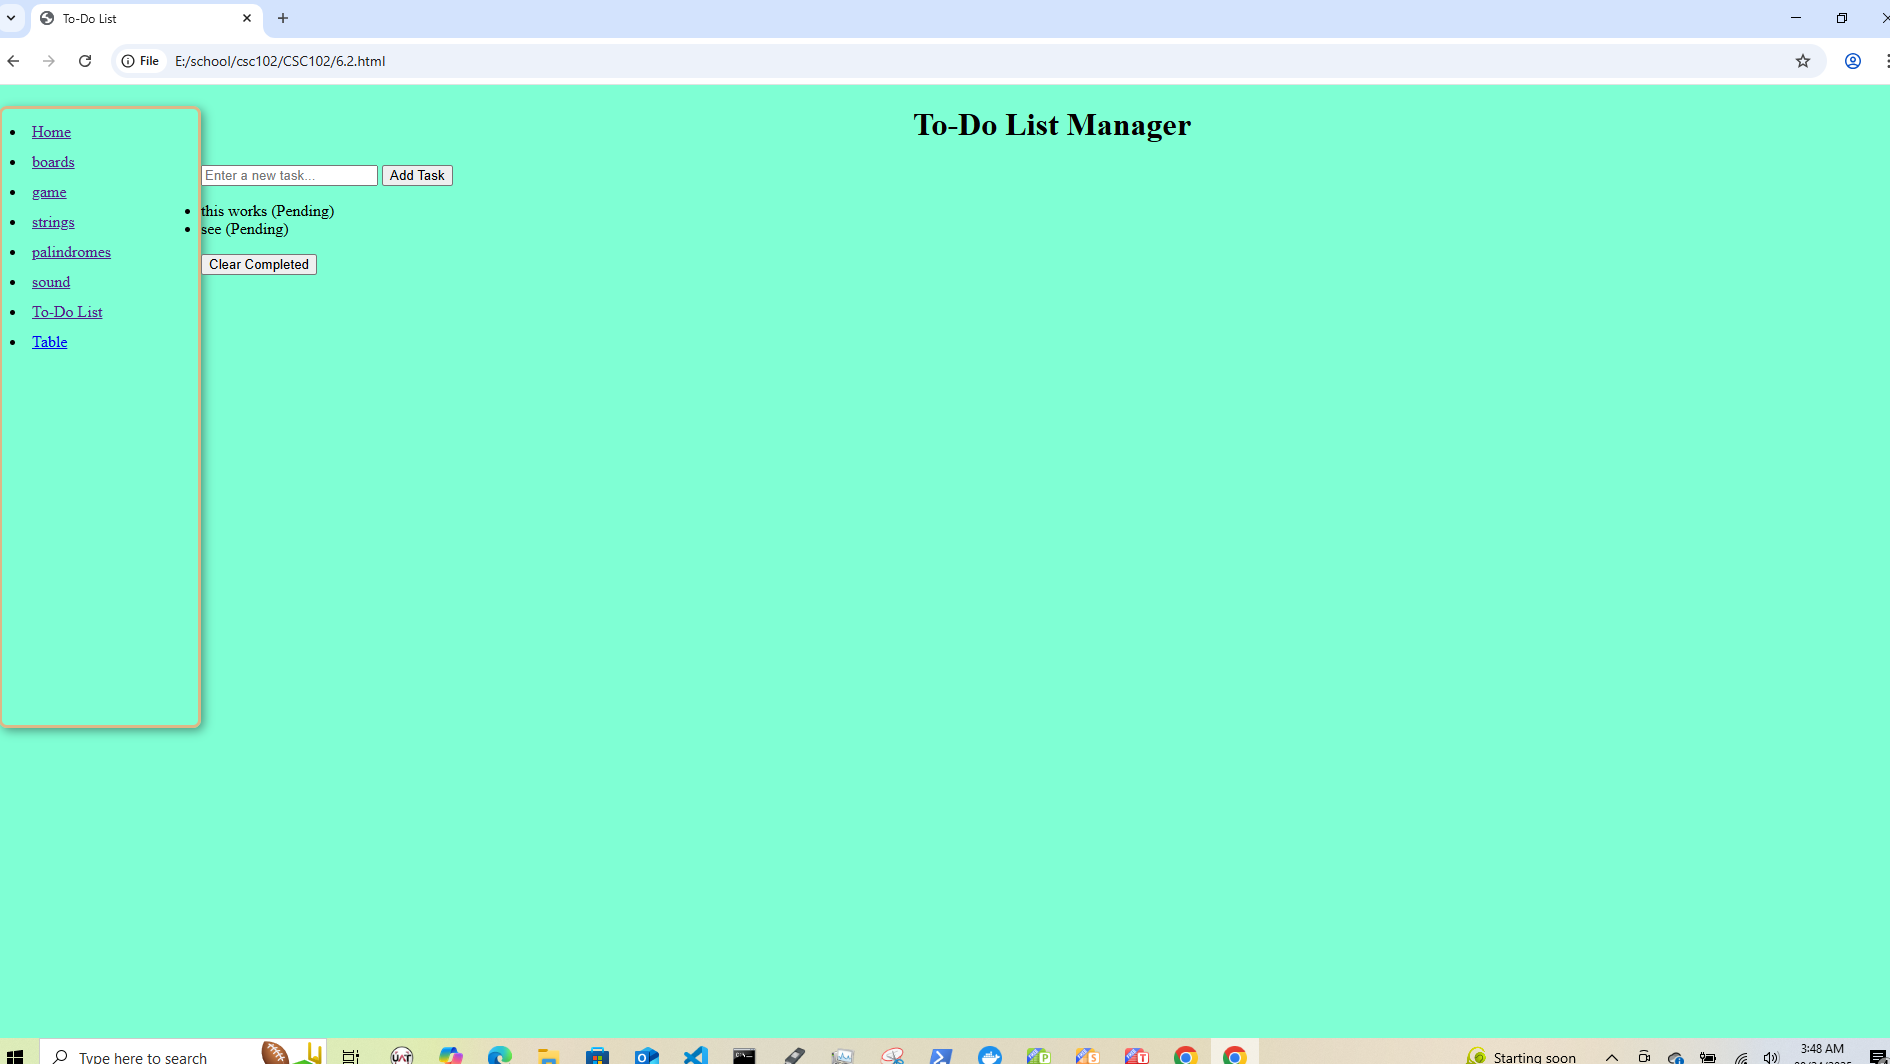 To-Do List
File
E:/school/csc102/CSC102/6.2.html
Home
boards
game
strings
palindromes
sound
To-Do List
Table
To-Do List Manager
Enter a new task...
Add Task
this works (Pending)
see (Pending)
Clear Completed
Type here to search
UAT
P
S
T
Starting soon
3:48 AM